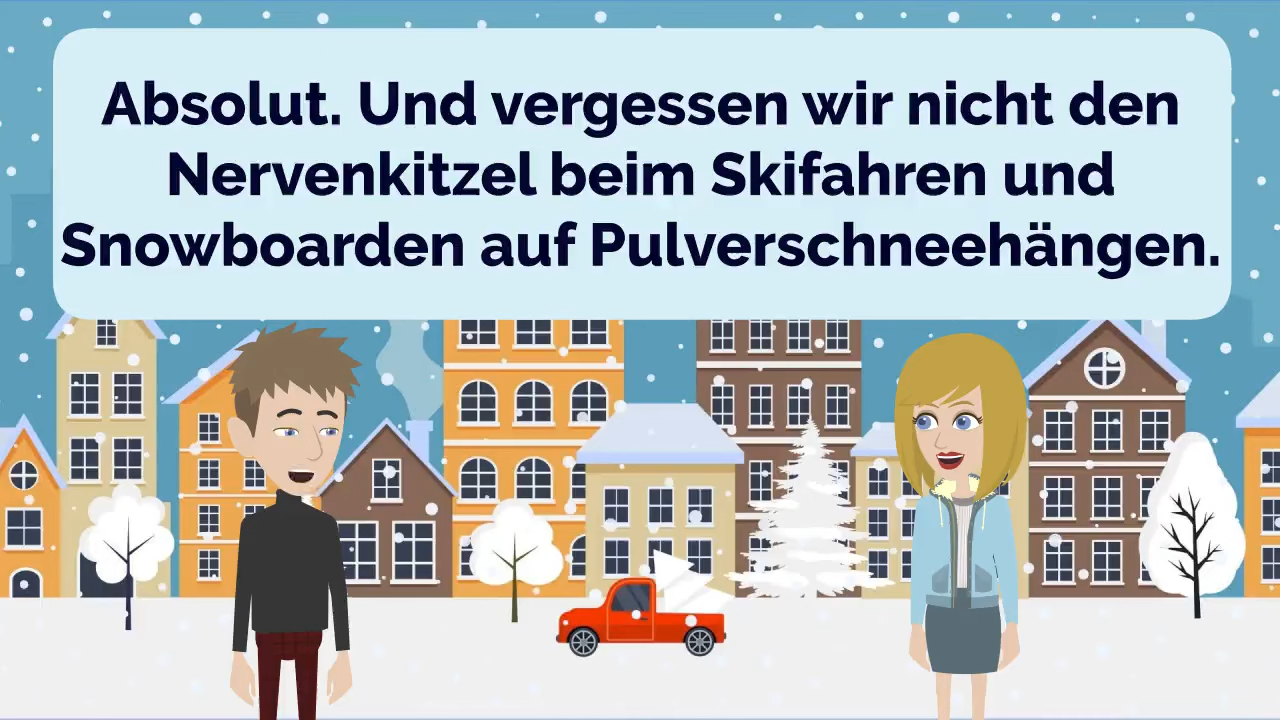 Absolut. Und vergessen wir nicht den
Nervenkitzel beim Skifahren und
Snowboarden auf Pulverschneehängen.